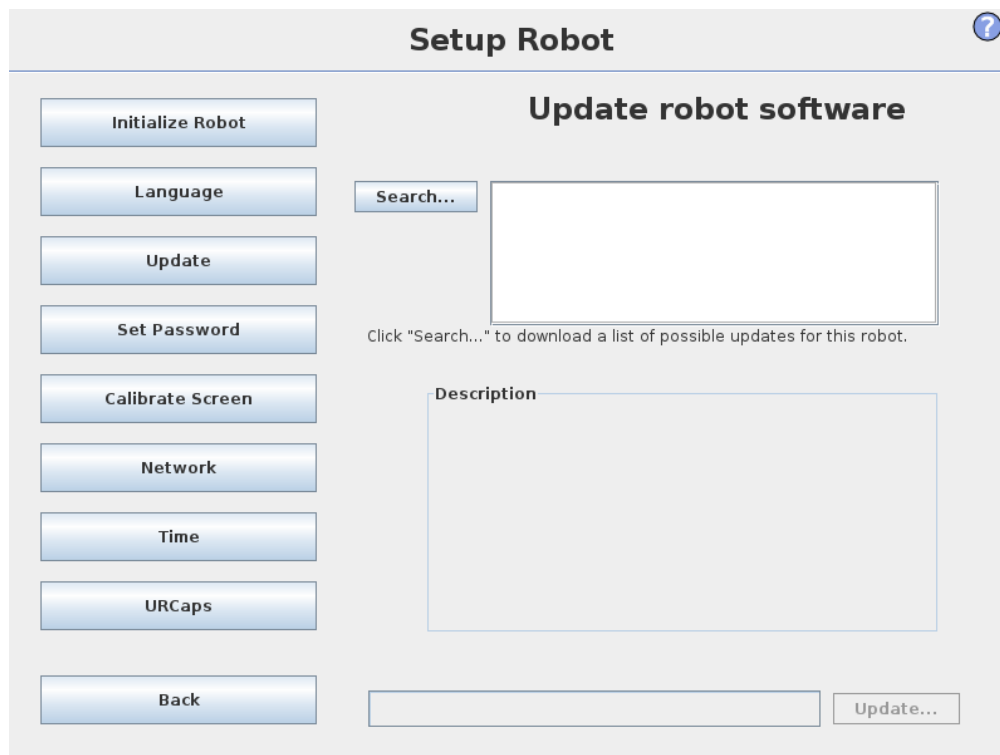 Setup Robot
?
Initialize Robot
Language
Update
Set Password
Calibrate Screen
Network
Time
URCaps
Back
Update robot software
Search...
Click "Search..." to download a list of possible updates for this robot.
Description
Update...